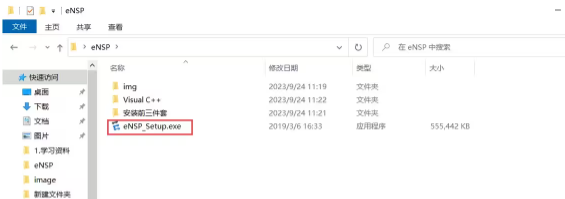 eNSP
文件 主页 共享 查看
eNSP 在 eNSP 中搜索
名称 修改日期 类型 大小
快速访问
桌面
下载
文档
图片
1.学习资料
eNSP
image
新建文件夹
img 2023/9/24 11:19 文件夹
Visual C++ 2023/9/24 11:22 文件夹
安装前三件套 2023/9/24 11:21 文件夹
eNSP_Setup.exe 2019/3/6 16:33 应用程序 555,442 KB